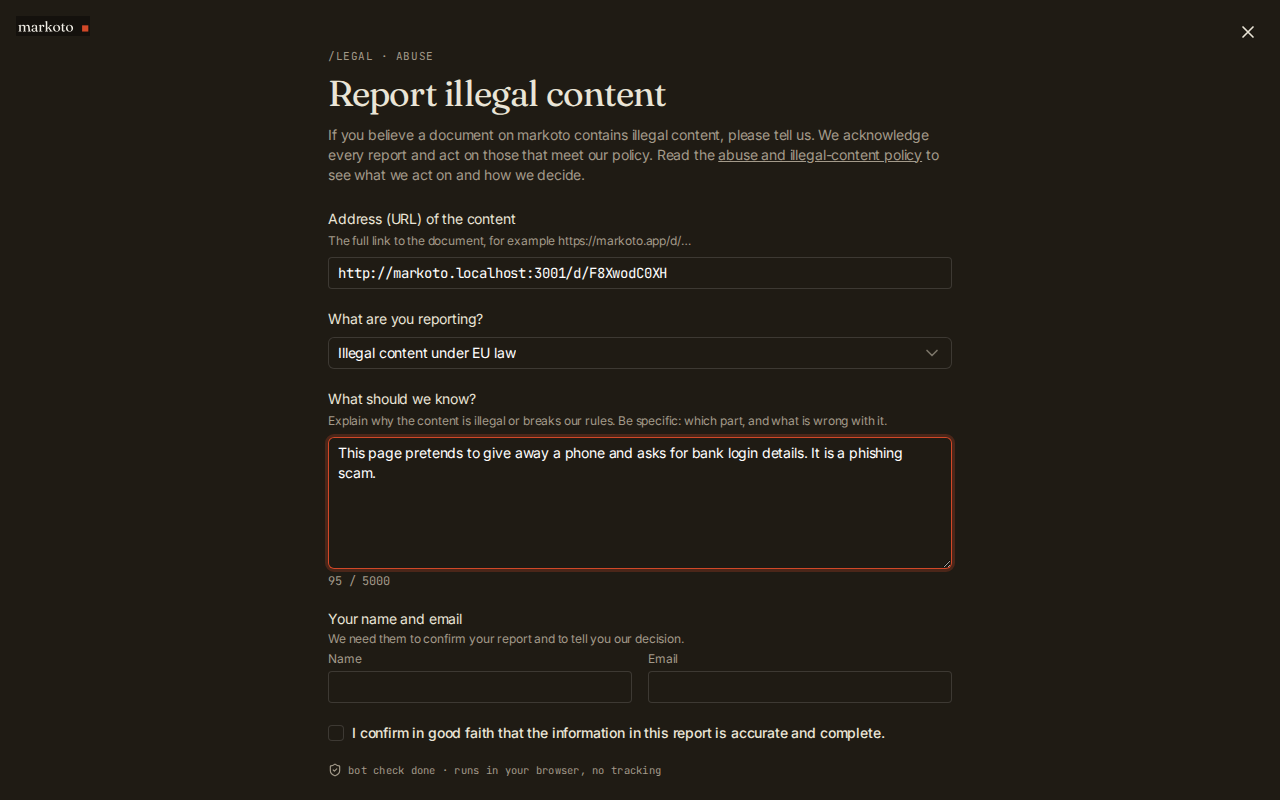 markoto
/LEGAL · ABUSE
Report illegal content
If you believe a document on markoto contains illegal content, please tell us. We acknowledge
every report and act on those that meet our policy. Read the abuse and illegal-content policy to
see what we act on and how we decide.
Address (URL) of the content
The full link to the document, for example https://markoto.app/d/...
http://markoto.localhost:3001/d/F8XwodC0XH
What are you reporting?
Illegal content under EU law
What should we know?
Explain why the content is illegal or breaks our rules. Be specific: which part, and what is wrong with it.
This page pretends to give away a phone and asks for bank login details. It is a phishing
scam.
95 / 5000
Your name and email
We need them to confirm your report and to tell you our decision.
Name Email
I confirm in good faith that the information in this report is accurate and complete.
bot check done · runs in your browser, no tracking